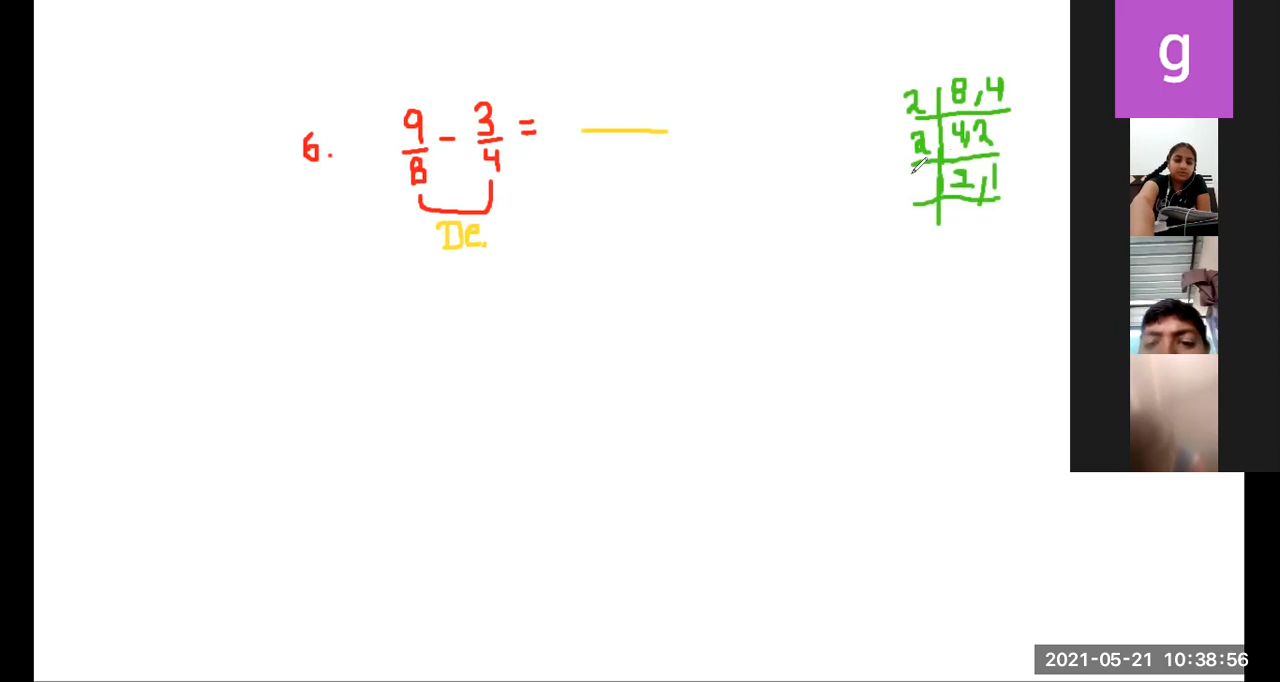 6. 9/8 - 3/4 =
Dc.
2 | 8,4
2 | 4,2
2,1
g
2021-05-21 10:38:56